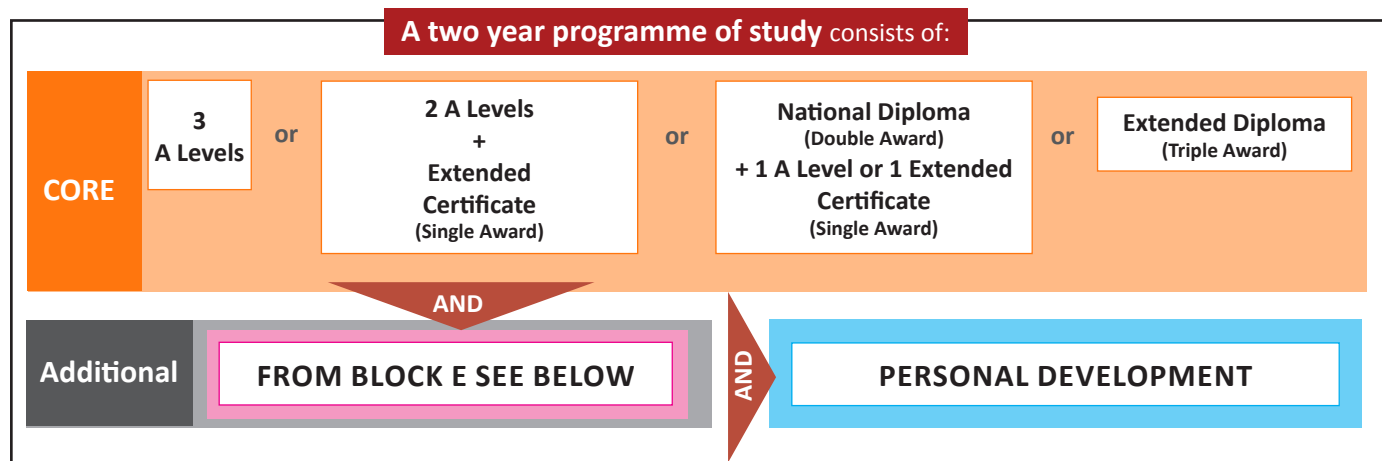 A two year programme of study consists of:
CORE
3
A Levels
or
2 A Levels
+
Extended
Certificate
(Single Award)
or
National Diploma
(Double Award)
+ 1 A Level or 1 Extended
Certificate
(Single Award)
or
Extended Diploma
(Triple Award)
AND
Additional
FROM BLOCK E SEE BELOW
AND
PERSONAL DEVELOPMENT